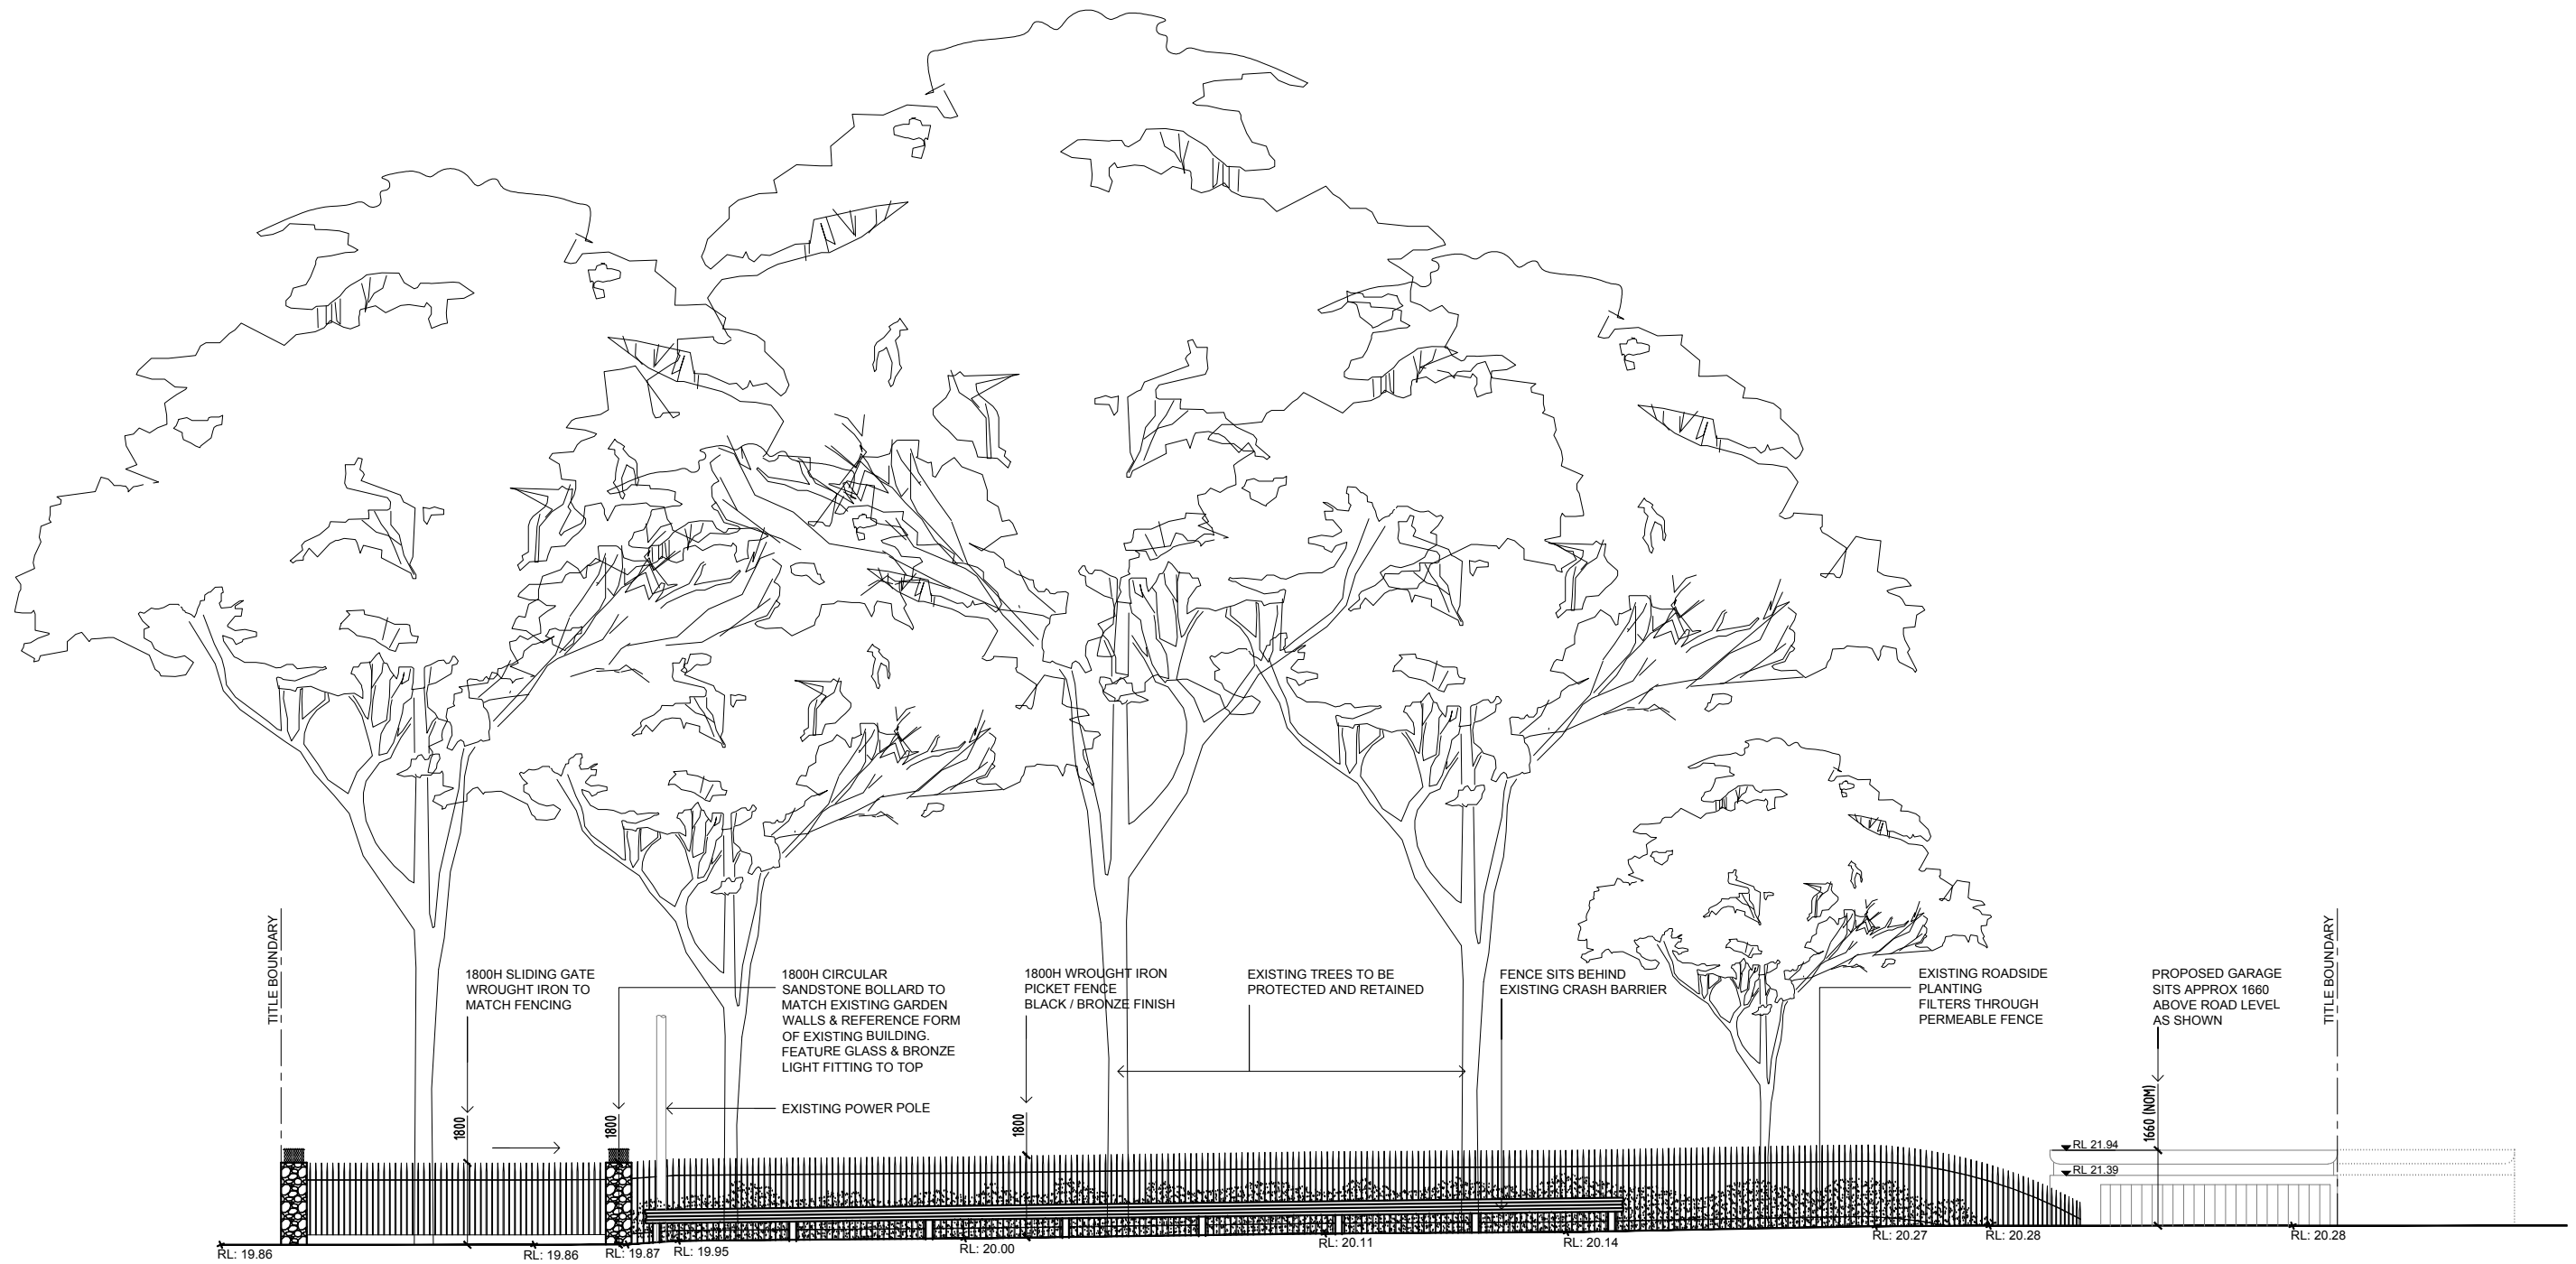 TITLE BOUNDARY
1800H SLIDING GATE
WROUGHT IRON TO
MATCH FENCING
1800H CIRCULAR
SANDSTONE BOLLARD TO
MATCH EXISTING GARDEN
WALLS & REFERENCE FORM
OF EXISTING BUILDING.
FEATURE GLASS & BRONZE
LIGHT FITTING TO TOP
EXISTING POWER POLE
1800H WROUGHT IRON
PICKET FENCE
BLACK / BRONZE FINISH
EXISTING TREES TO BE
PROTECTED AND RETAINED
FENCE SITS BEHIND
EXISTING CRASH BARRIER
EXISTING ROADSIDE
PLANTING
FILTERS THROUGH
PERMEABLE FENCE
PROPOSED GARAGE
SITS APPROX 1660
ABOVE ROAD LEVEL
AS SHOWN
TITLE BOUNDARY
1800
1800
1800
1660 (NOM)
RL 21.94
RL 21.39
RL: 19.86
RL: 19.86
RL: 19.87
RL: 19.95
RL: 20.00
RL: 20.11
RL: 20.14
RL: 20.27
RL: 20.28
RL: 20.28